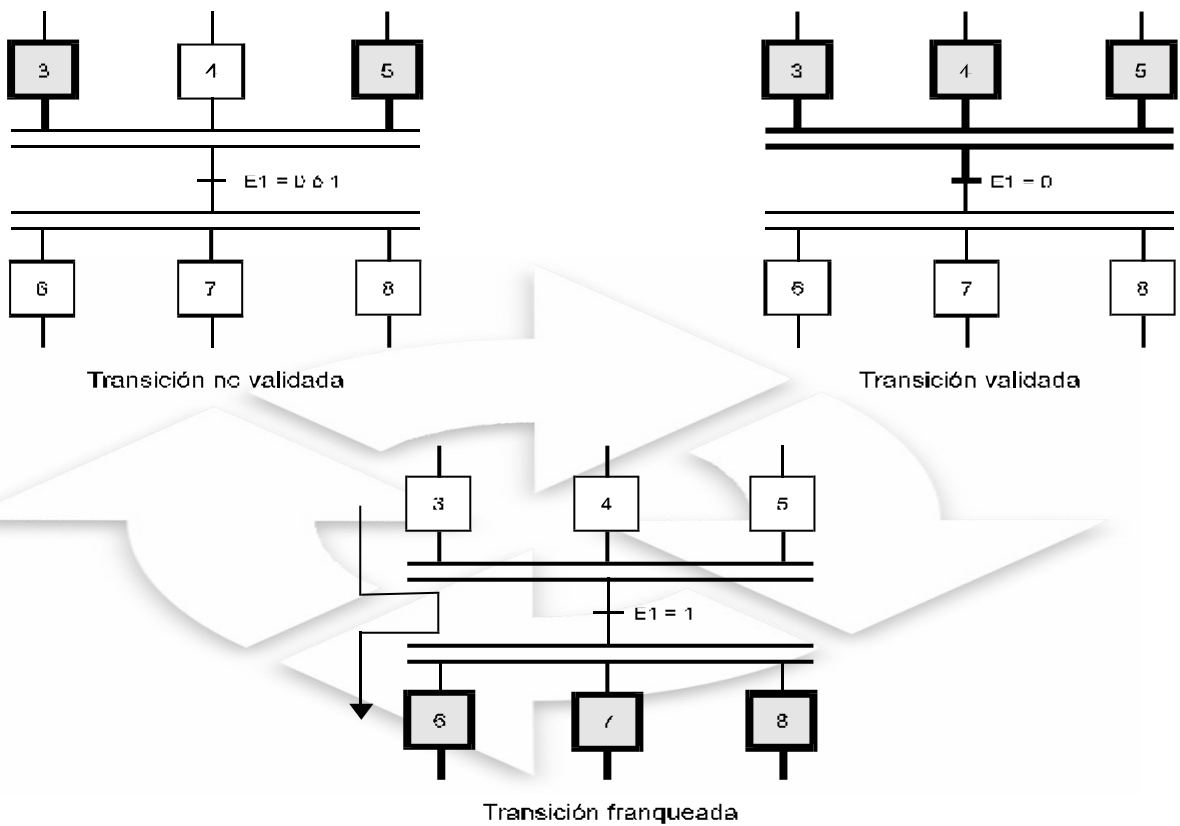 3 4 5
E1 = 0 ó 1
6 7 8
Transición no validada
3 4 5
E1 = 0
6 7 8
Transición validada
3 4 5
E1 = 1
6 7 8
Transición franqueada